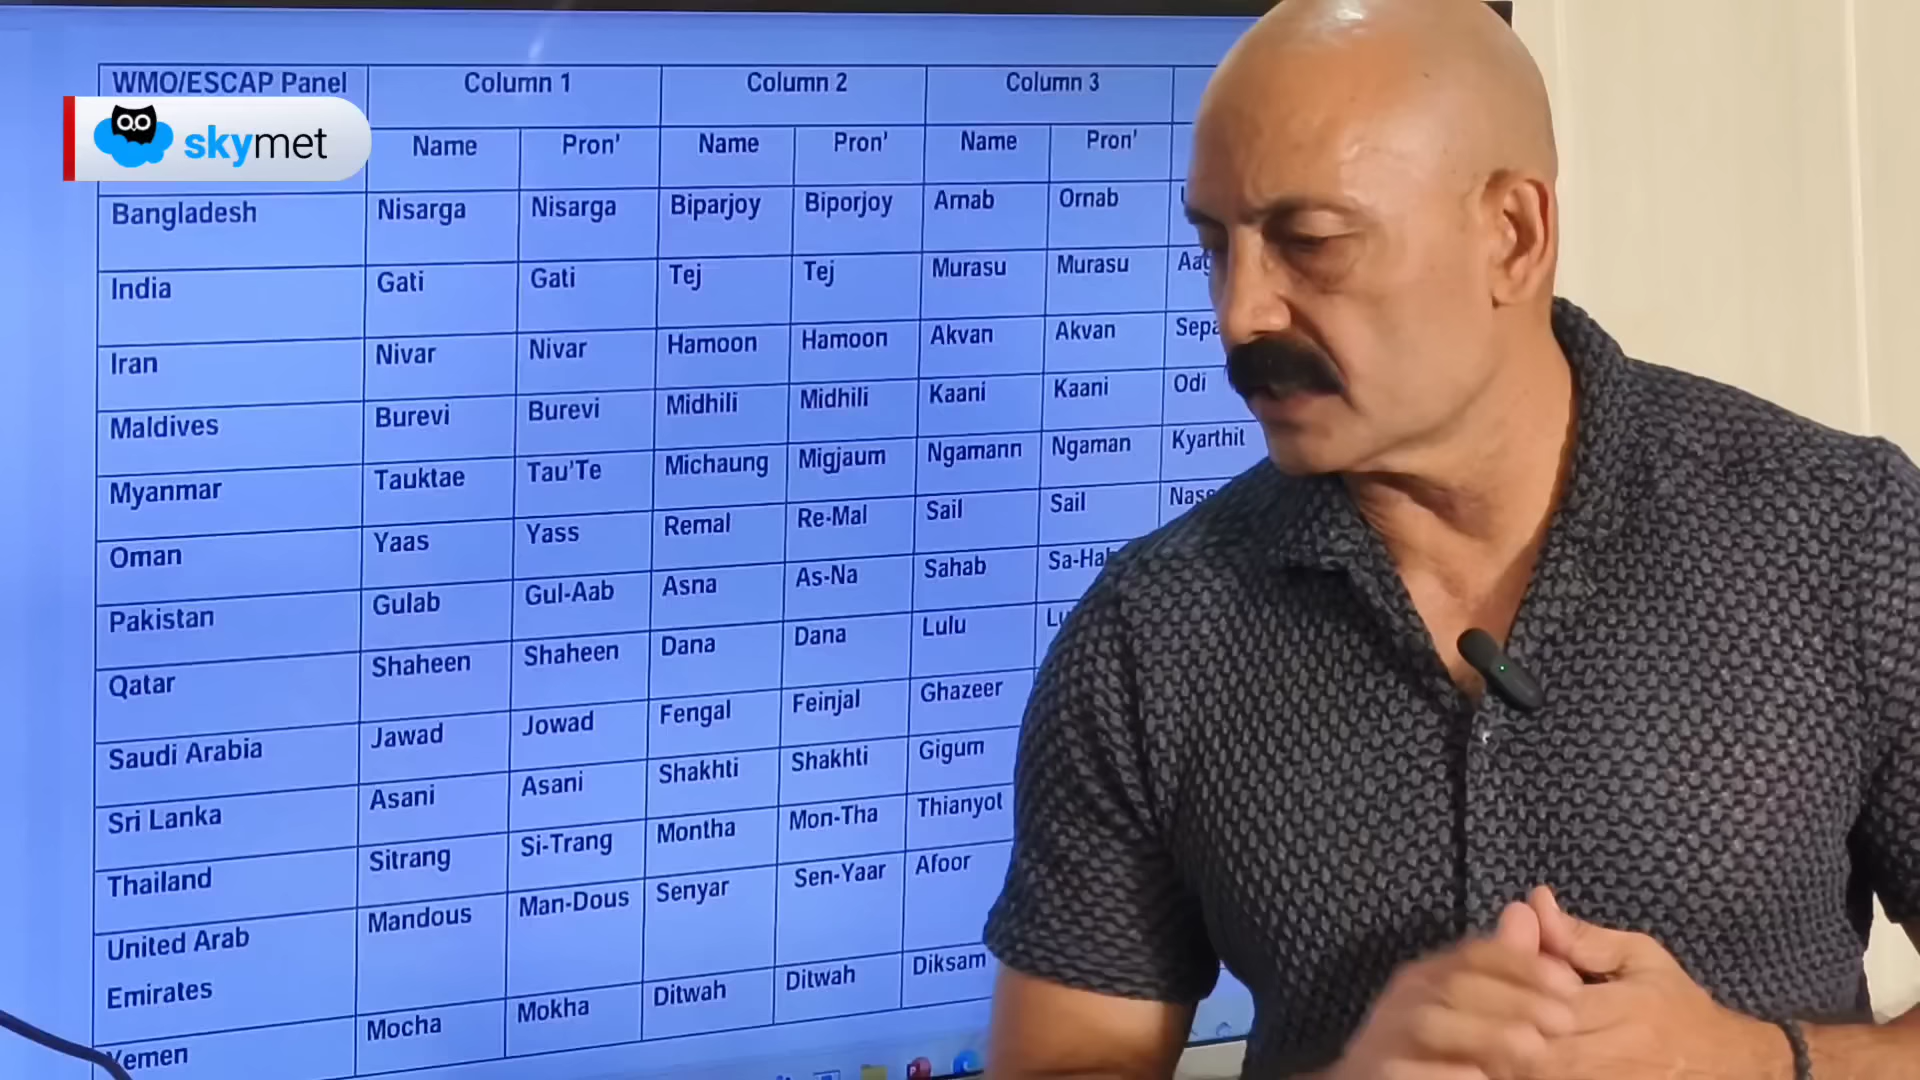 WMO/ESCAP Panel Column 1 Column 2 Column 3
skymet
Name Pron' Name Pron' Name Pron'
Bangladesh Nisarga Nisarga Biparjoy Biporjoy Arnab Ornab
India Gati Gati Tej Tej Murasu Murasu
Iran Nivar Nivar Hamoon Hamoon Akvan Akvan
Maldives Burevi Burevi Midhili Midhili Kaani Kaani Odi
Myanmar Tauktae Tau'Te Michaung Migjaum Ngamann Ngaman Kyarthit
Oman Yaas Yass Remal Re-Mal Sail Sail
Pakistan Gulab Gul-Aab Asna As-Na Sahab
Qatar Shaheen Shaheen Dana Dana Lulu
Saudi Arabia Jawad Jowad Fengal Feinjal Ghazeer
Sri Lanka Asani Asani Shakhti Shakhti Gigum
Thailand Sitrang Si-Trang Montha Mon-Tha Thianyot
United Arab Mandous Man-Dous Senyar Sen-Yaar Afoor
Emirates
Yemen Mocha Mokha Ditwah Ditwah Diksam